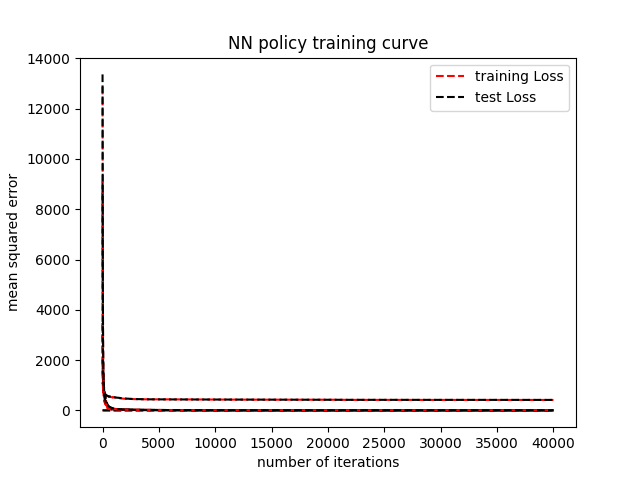 NN policy training curve
training Loss
test Loss
mean squared error
14000
12000
10000
8000
6000
4000
2000
0
0 5000 10000 15000 20000 25000 30000 35000 40000
number of iterations